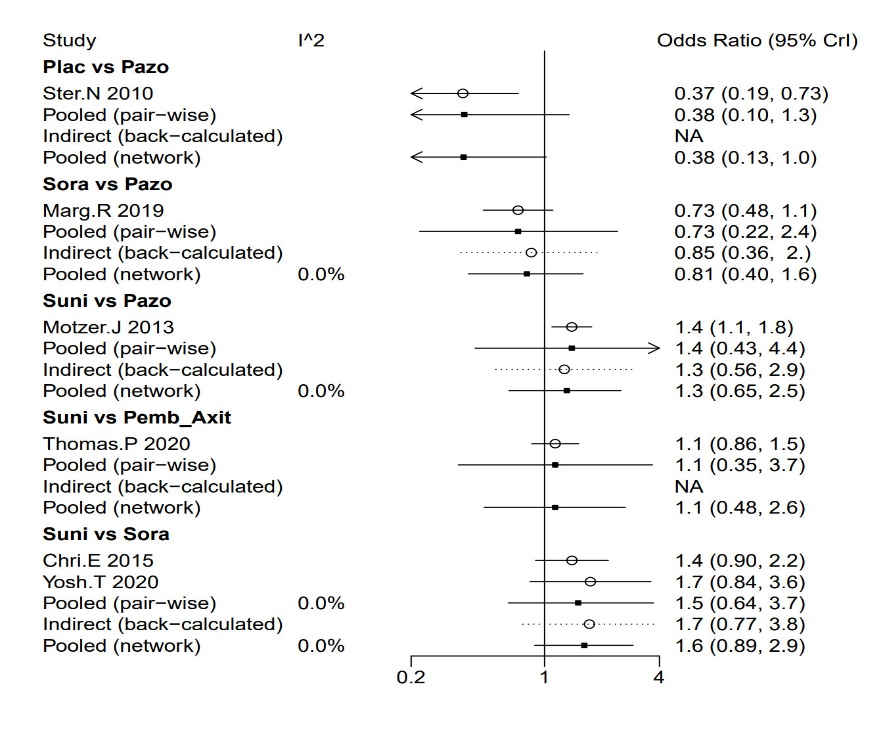 Study I^2 Odds Ratio (95% CrI)
Plac vs Pazo
Ster.N 2010 0.37 (0.19, 0.73)
Pooled (pair−wise) 0.38 (0.10, 1.3)
Indirect (back−calculated) NA
Pooled (network) 0.38 (0.13, 1.0)
Sora vs Pazo
Marg.R 2019 0.73 (0.48, 1.1)
Pooled (pair−wise) 0.73 (0.22, 2.4)
Indirect (back−calculated) 0.85 (0.36, 2.)
Pooled (network) 0.0% 0.81 (0.40, 1.6)
Suni vs Pazo
Motzer.J 2013 1.4 (1.1, 1.8)
Pooled (pair−wise) 1.4 (0.43, 4.4)
Indirect (back−calculated) 1.3 (0.56, 2.9)
Pooled (network) 0.0% 1.3 (0.65, 2.5)
Suni vs Pemb_Axit
Thomas.P 2020 1.1 (0.86, 1.5)
Pooled (pair−wise) 1.1 (0.35, 3.7)
Indirect (back−calculated) NA
Pooled (network) 1.1 (0.48, 2.6)
Suni vs Sora
Chri.E 2015 1.4 (0.90, 2.2)
Yosh.T 2020 1.7 (0.84, 3.6)
Pooled (pair−wise) 0.0% 1.5 (0.64, 3.7)
Indirect (back−calculated) 1.7 (0.77, 3.8)
Pooled (network) 0.0% 1.6 (0.89, 2.9)
0.2 1 4